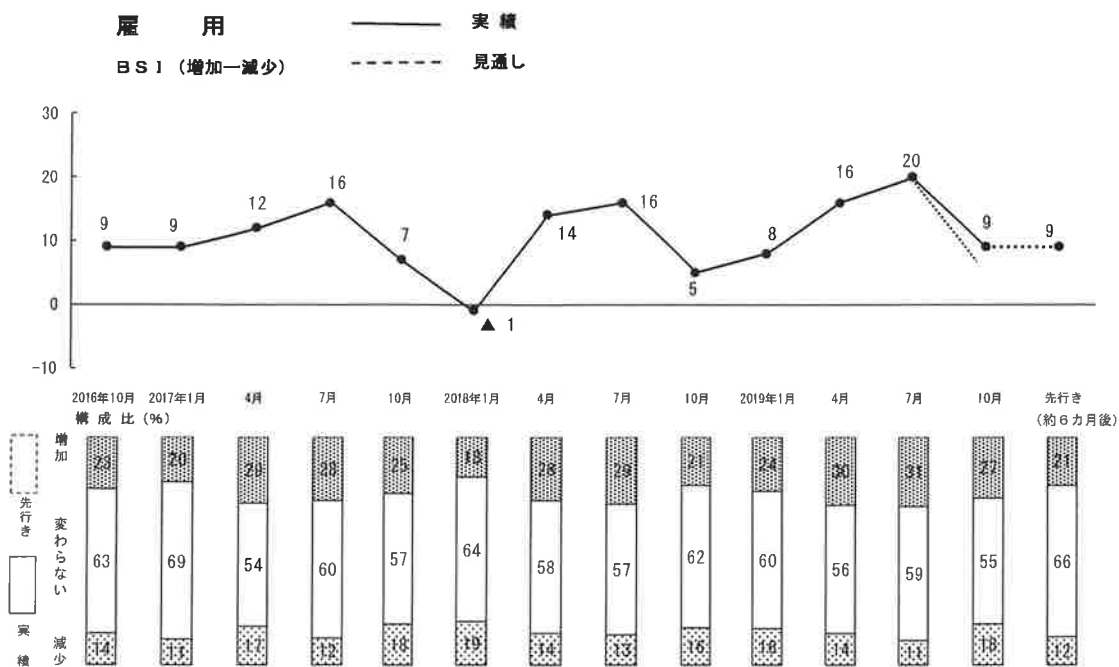 雇用
実績
BSI (増加―減少)
見通し
30
20
10
0
-10
9
9
12
16
7
▲ 1
14
16
5
8
16
20
9
9
2016年10月 2017年1月 4月 7月 10月 2018年1月 4月 7月 10月 2019年1月 4月 7月 10月 先行き
構成比(%)
(約6カ月後)
増加
23 20 29 28 25 18 28 29 21 24 30 31 27 21
先行き
変わらない
63 69 54 60 57 64 58 57 62 60 56 59 55 66
実績
減少
14 11 17 12 18 19 14 13 16 16 14 11 18 12